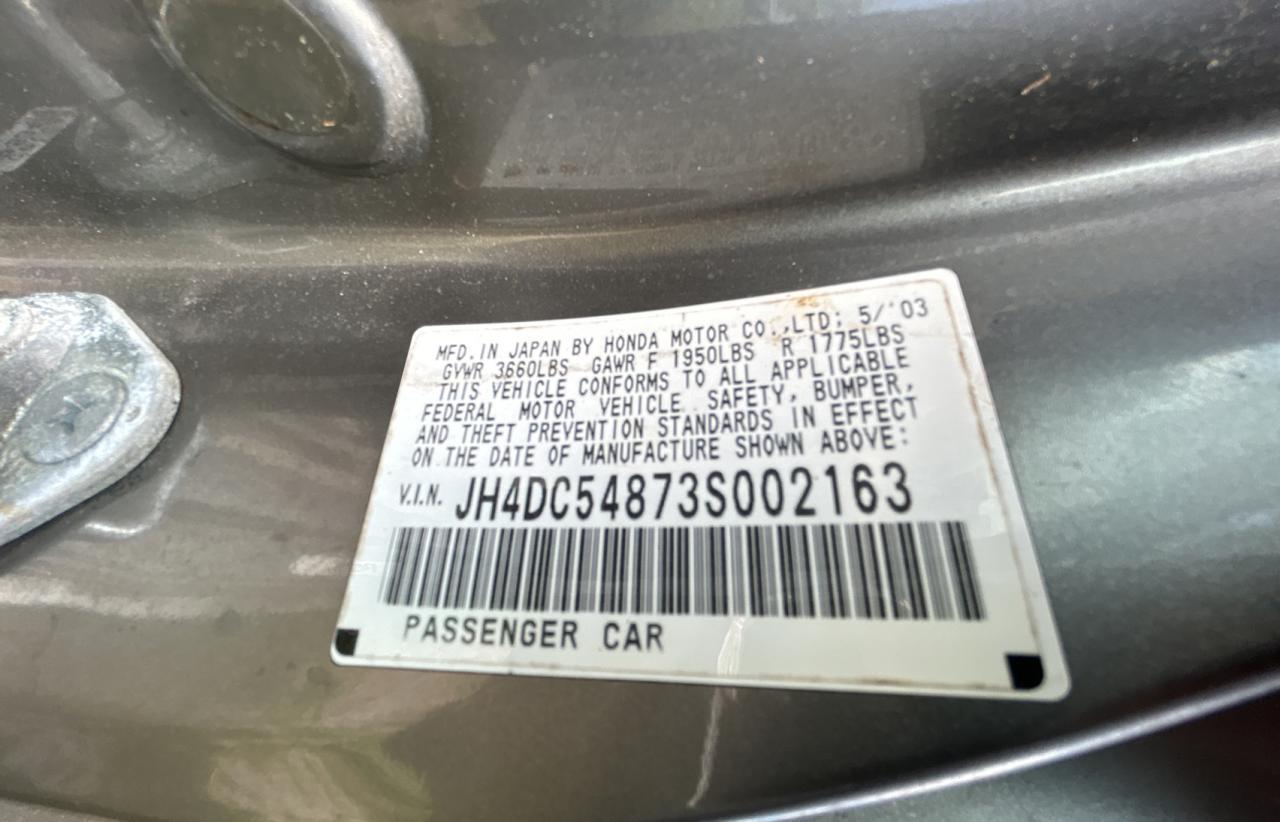 MFD. IN JAPAN BY HONDA MOTOR CO.,LTD; 5/'03
GVWR 3660LBS GAWR F 1950LBS R 1775LBS
THIS VEHICLE CONFORMS TO ALL APPLICABLE
FEDERAL MOTOR VEHICLE SAFETY, BUMPER,
AND THEFT PREVENTION STANDARDS IN EFFECT
ON THE DATE OF MANUFACTURE SHOWN ABOVE:
V.I.N. JH4DC54873S002163
PASSENGER CAR